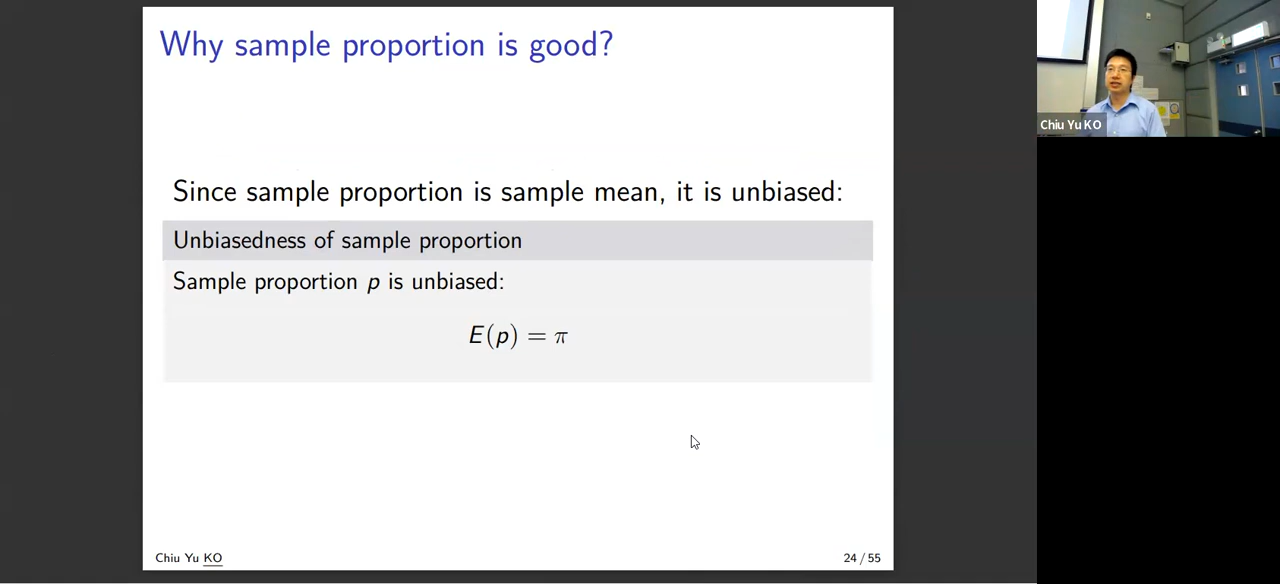 Why sample proportion is good?
Since sample proportion is sample mean, it is unbiased:
Unbiasedness of sample proportion
Sample proportion p is unbiased:
E(p) = π
Chiu Yu KO
24 / 55
Chiu Yu KO